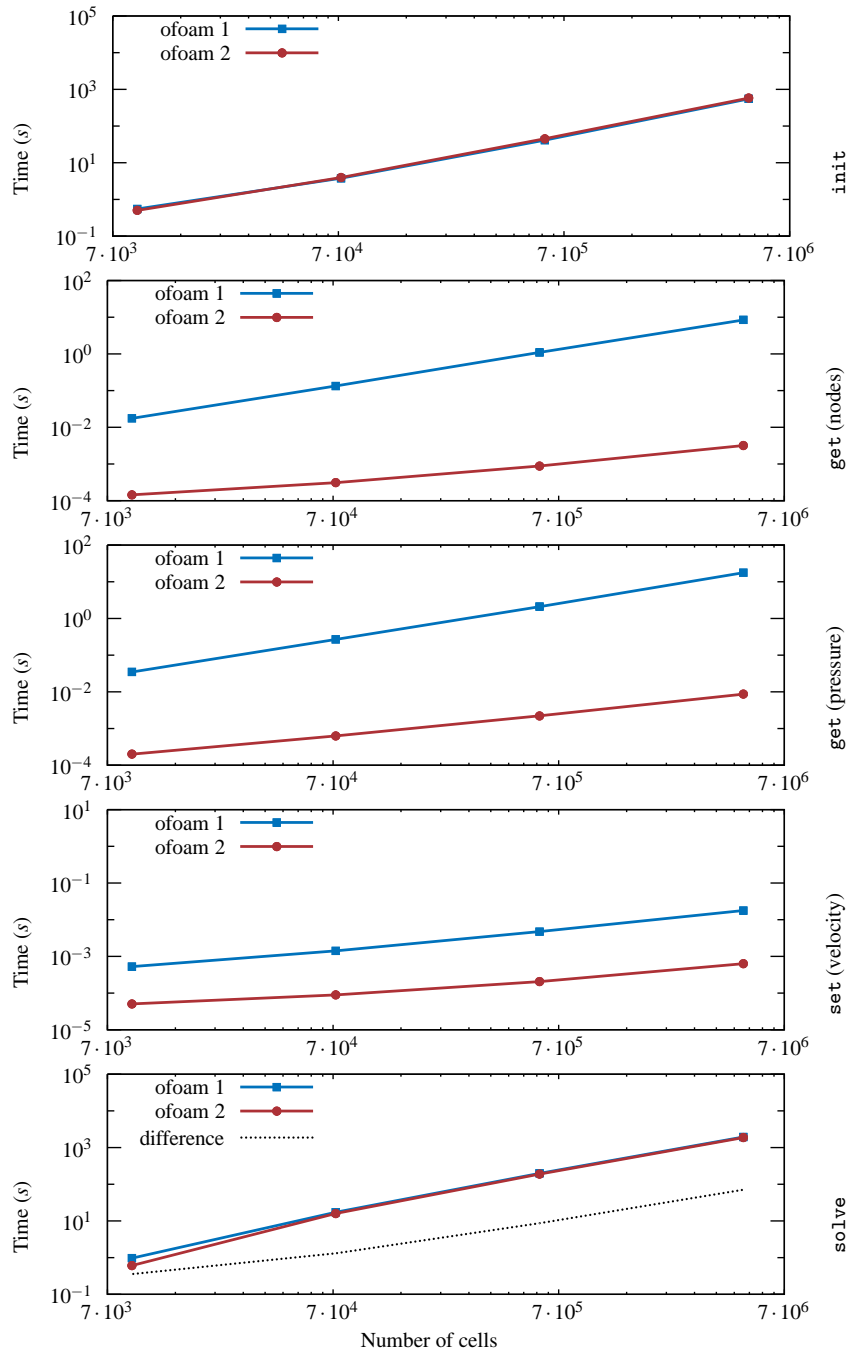 10^5
10^3
10^1
10^-1
Time (s)
ofoam 1
ofoam 2
7·10^3
7·10^4
7·10^5
7·10^6
init
10^2
10^0
10^-2
10^-4
Time (s)
ofoam 1
ofoam 2
7·10^3
7·10^4
7·10^5
7·10^6
get (nodes)
10^2
10^0
10^-2
10^-4
Time (s)
ofoam 1
ofoam 2
7·10^3
7·10^4
7·10^5
7·10^6
get (pressure)
10^1
10^-1
10^-3
10^-5
Time (s)
ofoam 1
ofoam 2
7·10^3
7·10^4
7·10^5
7·10^6
set (velocity)
10^5
10^3
10^1
10^-1
Time (s)
ofoam 1
ofoam 2
difference
7·10^3
7·10^4
7·10^5
7·10^6
solve
Number of cells